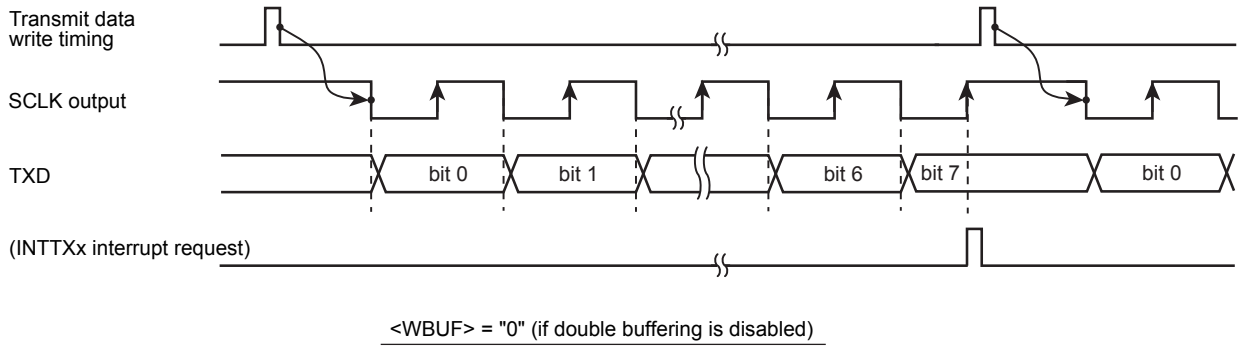 Transmit data
write timing
SCLK output
TXD
bit 0
bit 1
bit 6
bit 7
bit 0
(INTTXx interrupt request)
<WBUF> = "0" (if double buffering is disabled)